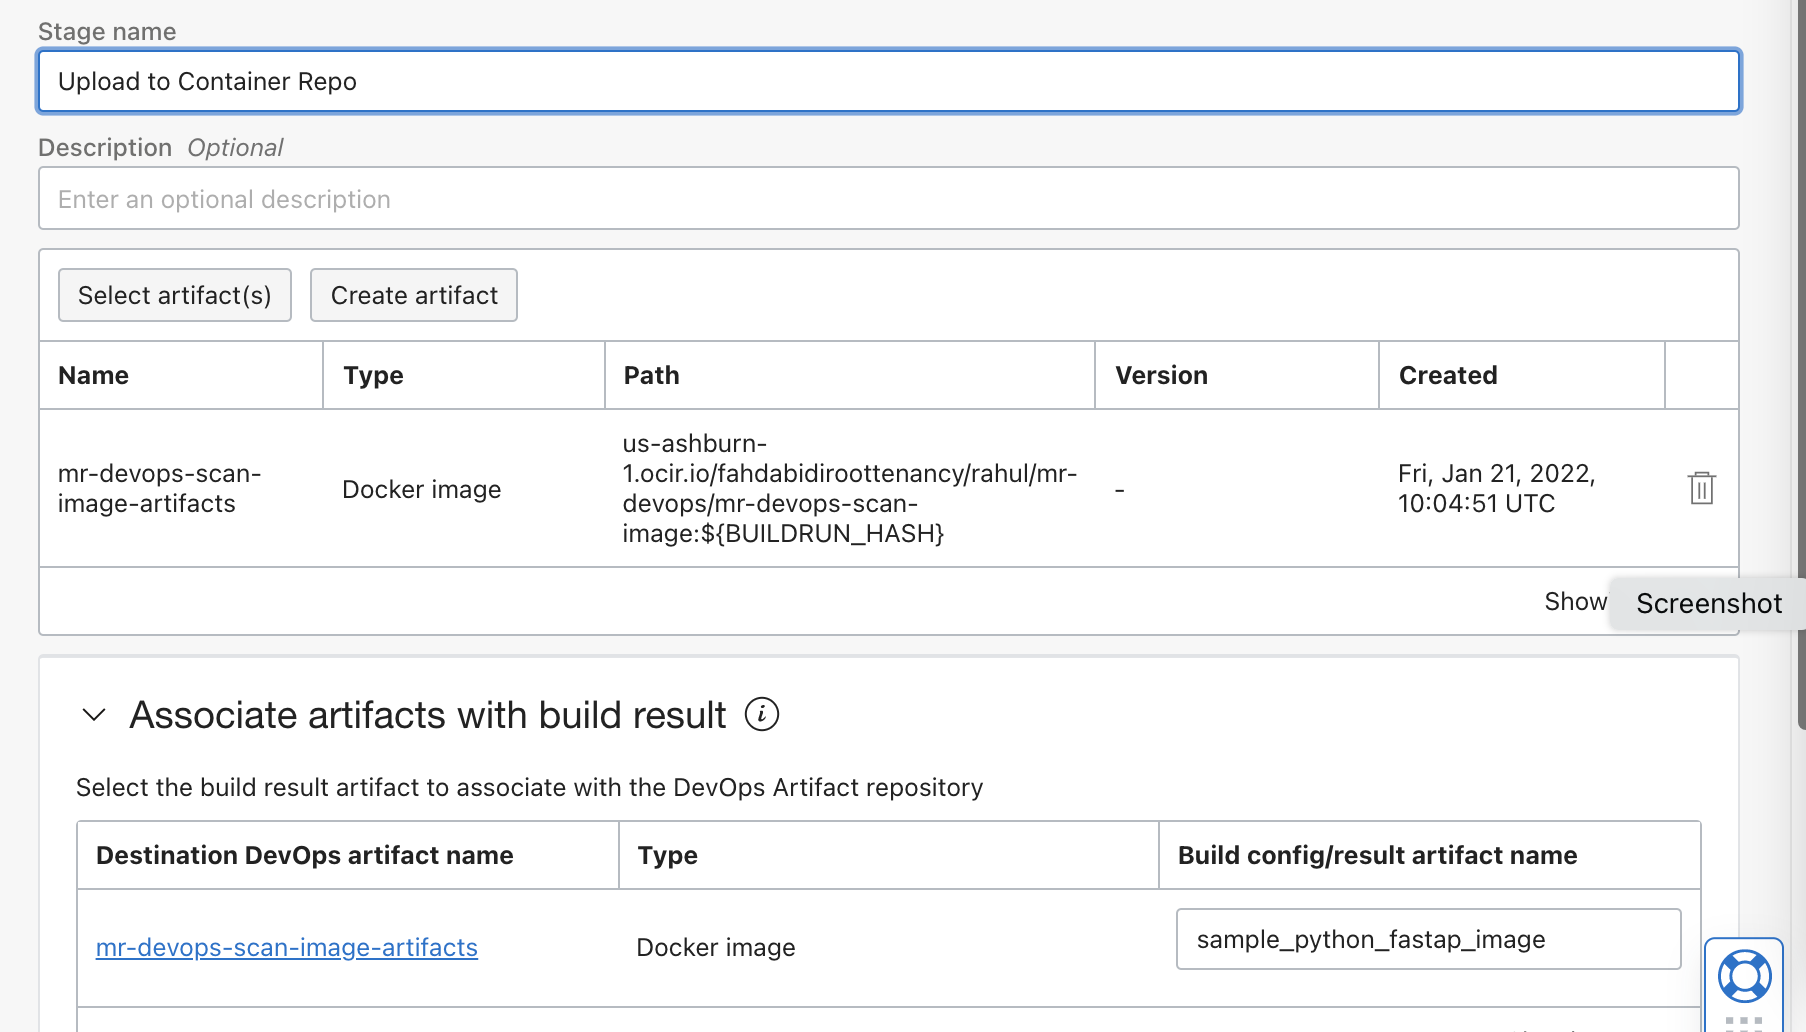 Stage name
Upload to Container Repo
Description Optional
Enter an optional description
Select artifact(s) Create artifact
Name Type Path Version Created
mr-devops-scan-
image-artifacts
Docker image
us-ashburn-
1.ocir.io/fahdabidiroottenancy/rahul/mr-
devops/mr-devops-scan-
image:${BUILDRUN_HASH}
-
Fri, Jan 21, 2022,
10:04:51 UTC
Show
Screenshot
Associate artifacts with build result i
Select the build result artifact to associate with the DevOps Artifact repository
Destination DevOps artifact name Type Build config/result artifact name
mr-devops-scan-image-artifacts Docker image sample_python_fastap_image